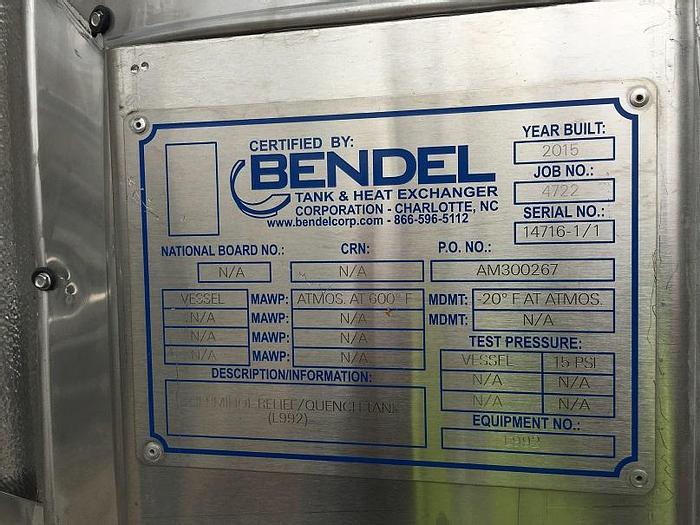 CERTIFIED BY:
BENDEL
TANK & HEAT EXCHANGER
CORPORATION - CHARLOTTE, NC
www.bendelcorp.com - 866-596-5112
YEAR BUILT:
2015
JOB NO.:
4722
SERIAL NO.:
14716-1/1
NATIONAL BOARD NO.: CRN: P.O. NO.:
N/A N/A AM300267
VESSEL MAWP: ATMOS. AT 600° F MDMT: -20° F AT ATMOS.
N/A MAWP: N/A MDMT: N/A
N/A MAWP: N/A
N/A MAWP: N/A
TEST PRESSURE:
VESSEL 15 PSI
N/A N/A
N/A N/A
DESCRIPTION/INFORMATION:
RELIEF/QUENCH TANK
(L992)
EQUIPMENT NO.:
L992